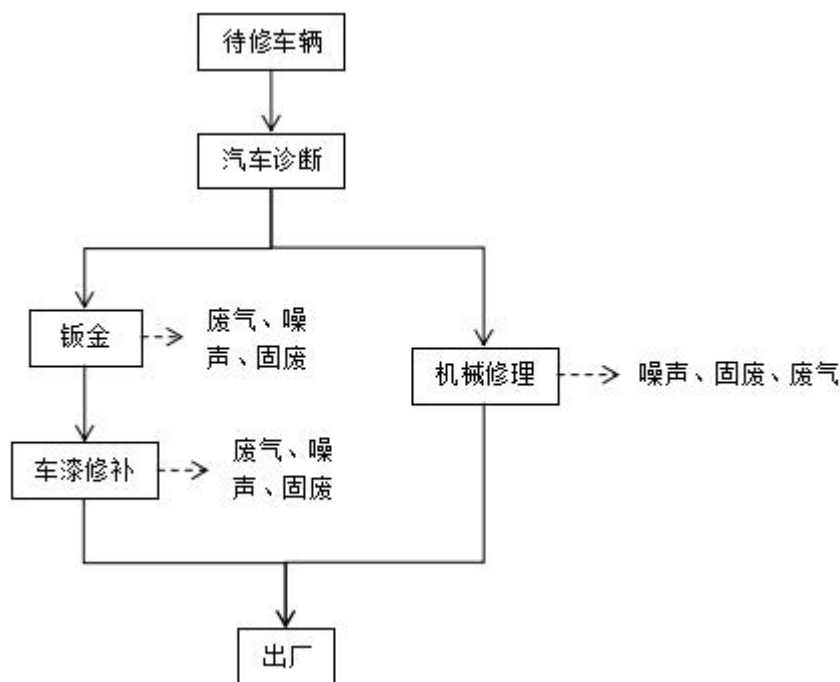 待修车辆
汽车诊断
钣金
废气、噪
声、固废
机械修理
噪声、固废、废气
车漆修补
废气、噪
声、固废
出厂